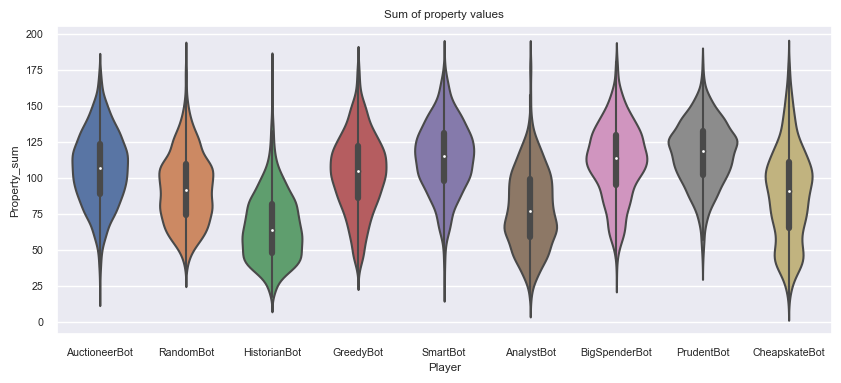 Sum of property values
200
175
150
125
100
75
50
25
0
Property_sum
AuctioneerBot RandomBot HistorianBot GreedyBot SmartBot AnalystBot BigSpenderBot PrudentBot CheapskateBot
Player